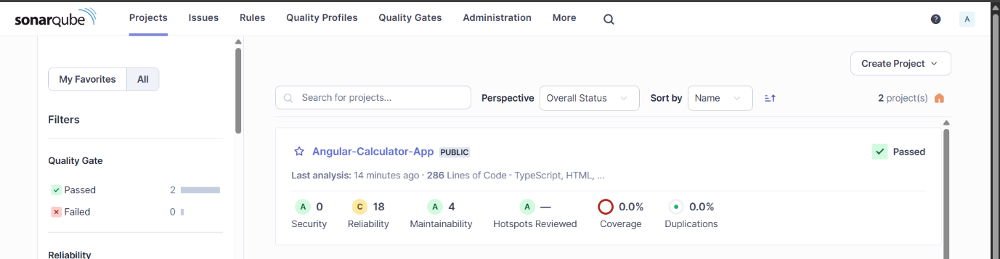 sonarqube Projects Issues Rules Quality Profiles Quality Gates Administration More ? A
Create Project
My Favorites All
Search for projects... Perspective Overall Status Sort by Name 2 project(s)
Filters
Angular-Calculator-App PUBLIC Passed
Quality Gate
Last analysis: 14 minutes ago · 286 Lines of Code · TypeScript, HTML, ...
Passed 2
A 0 C 18 A 4 A — 0.0% 0.0%
Failed 0
Security Reliability Maintainability Hotspots Reviewed Coverage Duplications
Reliability